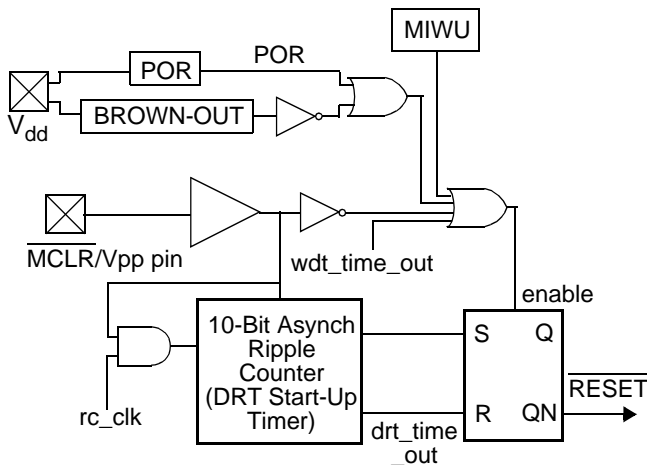 MIWU
POR
POR
BROWN-OUT
Vdd
MCLR/Vpp pin
wdt_time_out
enable
10-Bit Asynch
Ripple
Counter
(DRT Start-Up
Timer)
rc_clk
S Q
R QN
RESET
drt_time
_out